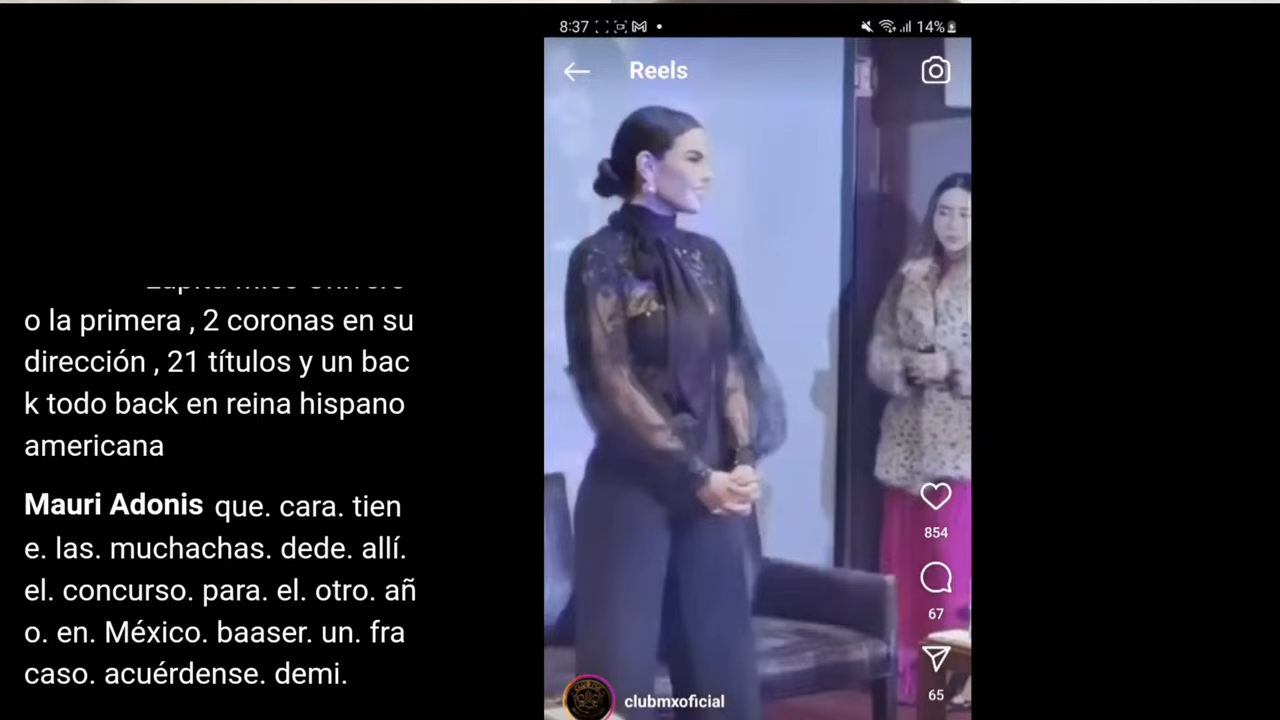 o la primera , 2 coronas en su
dirección , 21 títulos y un bac
k todo back en reina hispano
americana
Mauri Adonis que. cara. tien
e. las. muchachas. dede. allí.
el. concurso. para. el. otro. añ
o. en. México. baaser. un. fra
caso. acuérdense. demi.
8:37
14%
Reels
854
67
65
clubmxoficial